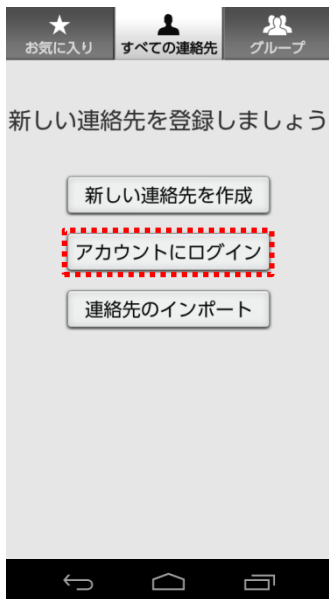 お気に入り
すべての連絡先
グループ
新しい連絡先を登録しましょう
新しい連絡先を作成
アカウントにログイン
連絡先のインポート